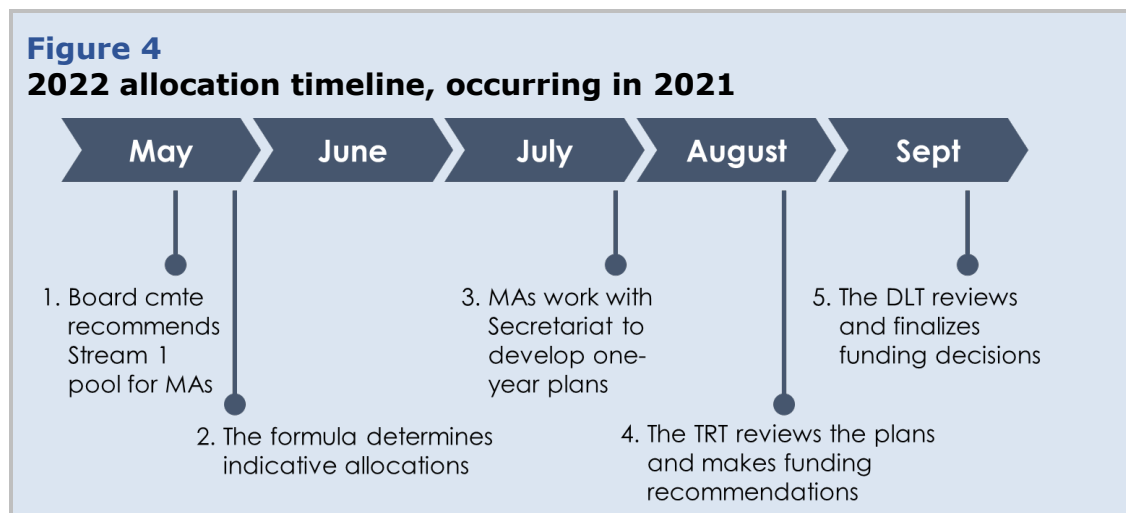 Figure 4
2022 allocation timeline, occurring in 2021
May
June
July
August
Sept
1. Board cmte
recommends
Stream 1
pool for MAs
2. The formula determines
indicative allocations
3. MAs work with
Secretariat to
develop one-
year plans
4. The TRT reviews the plans
and makes funding
recommendations
5. The DLT reviews
and finalizes
funding decisions